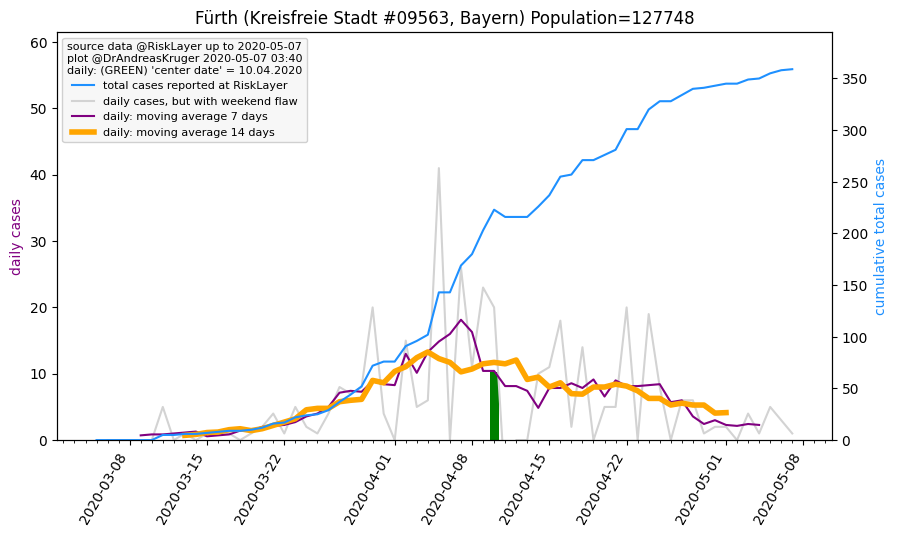 Fürth (Kreisfreie Stadt #09563, Bayern) Population=127748
source data @RiskLayer up to 2020-05-07
plot @DrAndreasKruger 2020-05-07 03:40
daily: (GREEN) 'center date' = 10.04.2020
total cases reported at RiskLayer
daily cases, but with weekend flaw
daily: moving average 7 days
daily: moving average 14 days
daily cases
60
50
40
30
20
10
0
cumulative total cases
350
300
250
200
150
100
50
0
2020-03-08
2020-03-15
2020-03-22
2020-04-01
2020-04-08
2020-04-15
2020-04-22
2020-05-01
2020-05-08